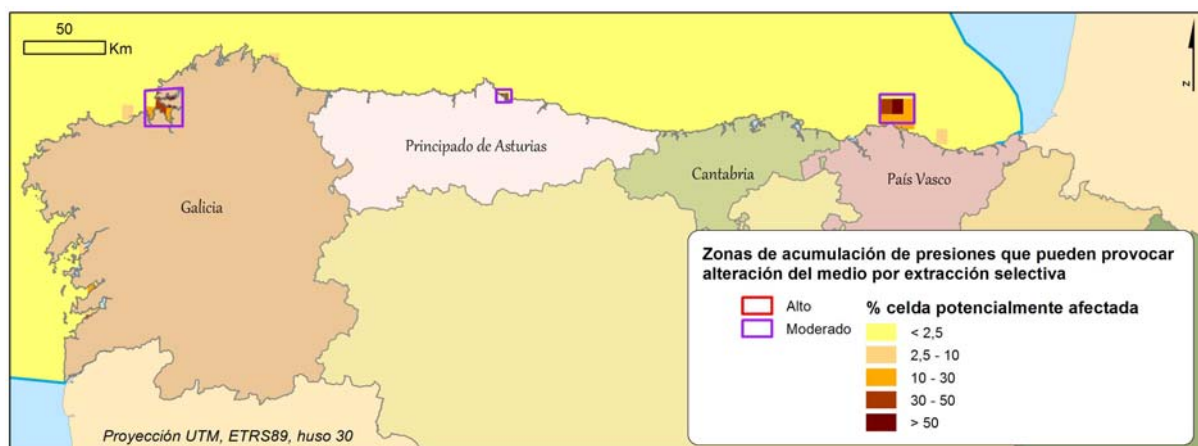 50
Km
z
Principado de Asturias
Cantabria
País Vasco
Galicia
Zonas de acumulación de presiones que pueden provocar
alteración del medio por extracción selectiva
Alto
Moderado
% celda potencialmente afectada
< 2,5
2,5 - 10
10 - 30
30 - 50
> 50
Proyección UTM, ETRS89, huso 30